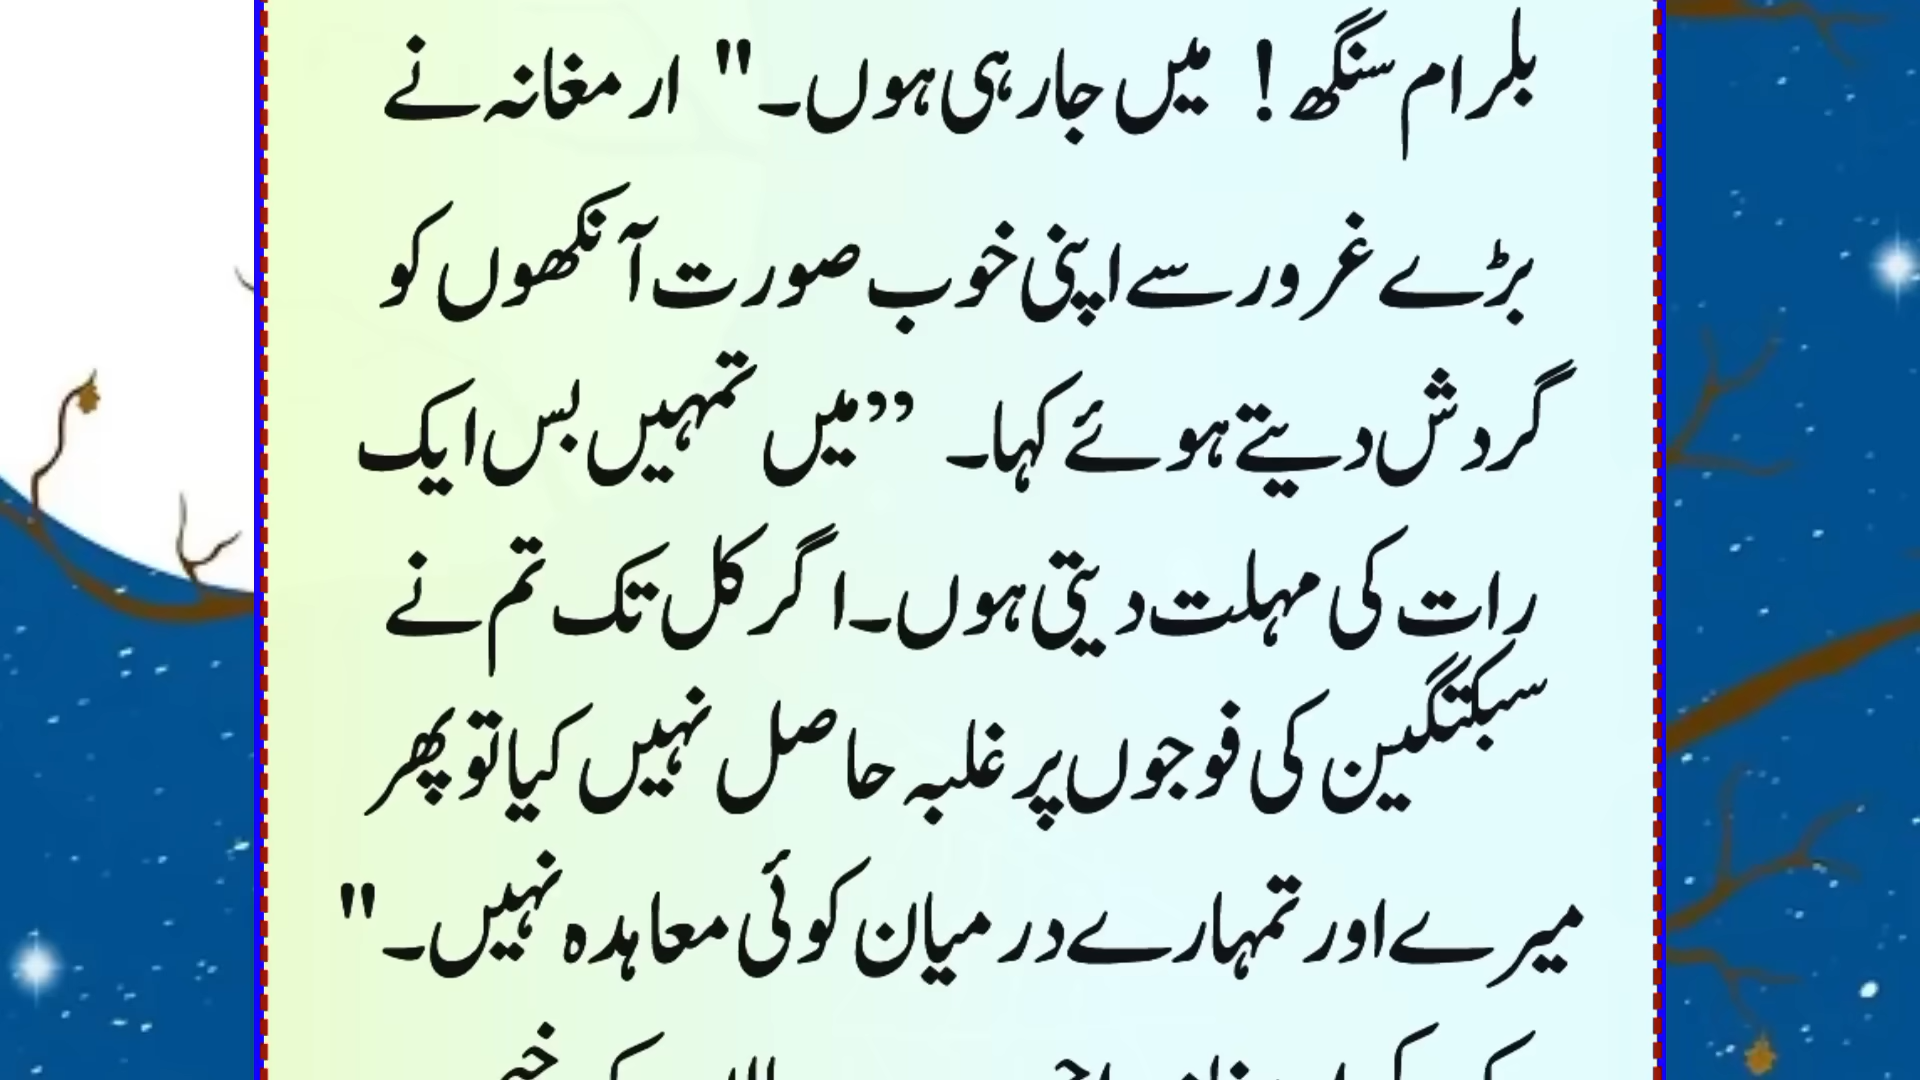 بلرام سنگھ! میں جارہی ہوں۔" ارمغانہ نے
بڑے غرور سے اپنی خوب صورت آنکھوں کو
گردش دیتے ہوئے کہا۔ ”میں تمہیں بس ایک
رات کی مہلت دیتی ہوں۔ اگر کل تک تم نے
سبکتگین کی فوجوں پر غلبہ حاصل نہیں کیا تو پھر
میرے اور تمہارے درمیان کوئی معاہدہ نہیں۔"